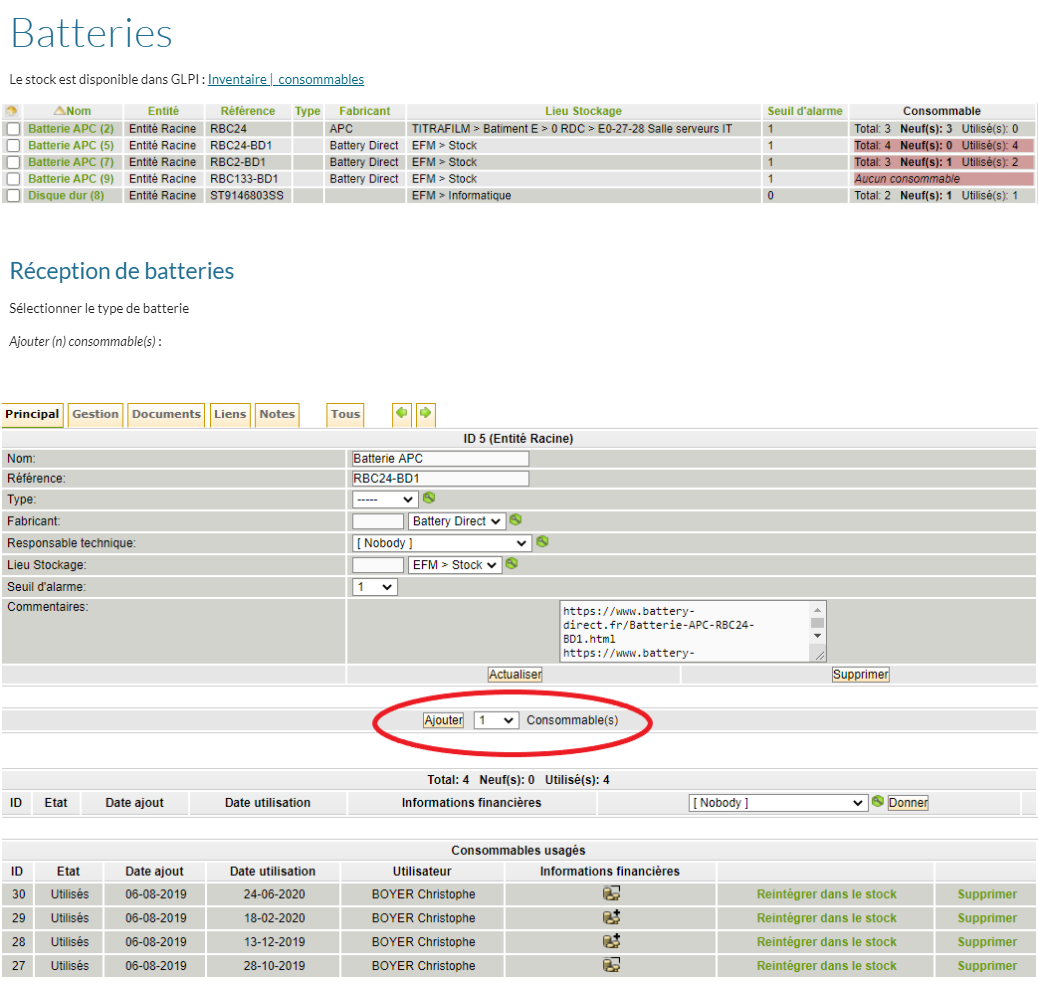 Batteries
Le stock est disponible dans GLPI : Inventaire | consommables
Nom Entité Référence Type Fabricant Lieu Stockage Seuil d'alarme Consommable
Batterie APC (2) Entité Racine RBC24 APC TITRAFILM > Batiment E > 0 RDC > E0-27-28 Salle serveurs IT 1 Total: 3 Neuf(s): 3 Utilisé(s): 0
Batterie APC (5) Entité Racine RBC24-BD1 Battery Direct EFM > Stock 1 Total: 4 Neuf(s): 0 Utilisé(s): 4
Batterie APC (7) Entité Racine RBC2-BD1 Battery Direct EFM > Stock 1 Total: 3 Neuf(s): 1 Utilisé(s): 2
Batterie APC (9) Entité Racine RBC133-BD1 Battery Direct EFM > Stock 1 Aucun consommable
Disque dur (8) Entité Racine ST9146803SS EFM > Informatique 0 Total: 2 Neuf(s): 1 Utilisé(s): 1
Réception de batteries
Sélectionner le type de batterie
Ajouter (n) consommable(s) :
Principal Gestion Documents Liens Notes Tous
ID 5 (Entité Racine)
Nom: Batterie APC
Référence: RBC24-BD1
Type: -----
Fabricant: Battery Direct
Responsable technique: [ Nobody ]
Lieu Stockage: EFM > Stock
Seuil d'alarme: 1
Commentaires: https://www.battery-
direct.fr/Batterie-APC-RBC24-
BD1.html
https://www.battery-
Actualiser Supprimer
Ajouter 1 Consommable(s)
Total: 4 Neuf(s): 0 Utilisé(s): 4
ID Etat Date ajout Date utilisation Informations financières [ Nobody ] Donner
Consommables usagés
ID Etat Date ajout Date utilisation Utilisateur Informations financières
30 Utilisés 06-08-2019 24-06-2020 BOYER Christophe Reintégrer dans le stock Supprimer
29 Utilisés 06-08-2019 18-02-2020 BOYER Christophe Reintégrer dans le stock Supprimer
28 Utilisés 06-08-2019 13-12-2019 BOYER Christophe Reintégrer dans le stock Supprimer
27 Utilisés 06-08-2019 28-10-2019 BOYER Christophe Reintégrer dans le stock Supprimer